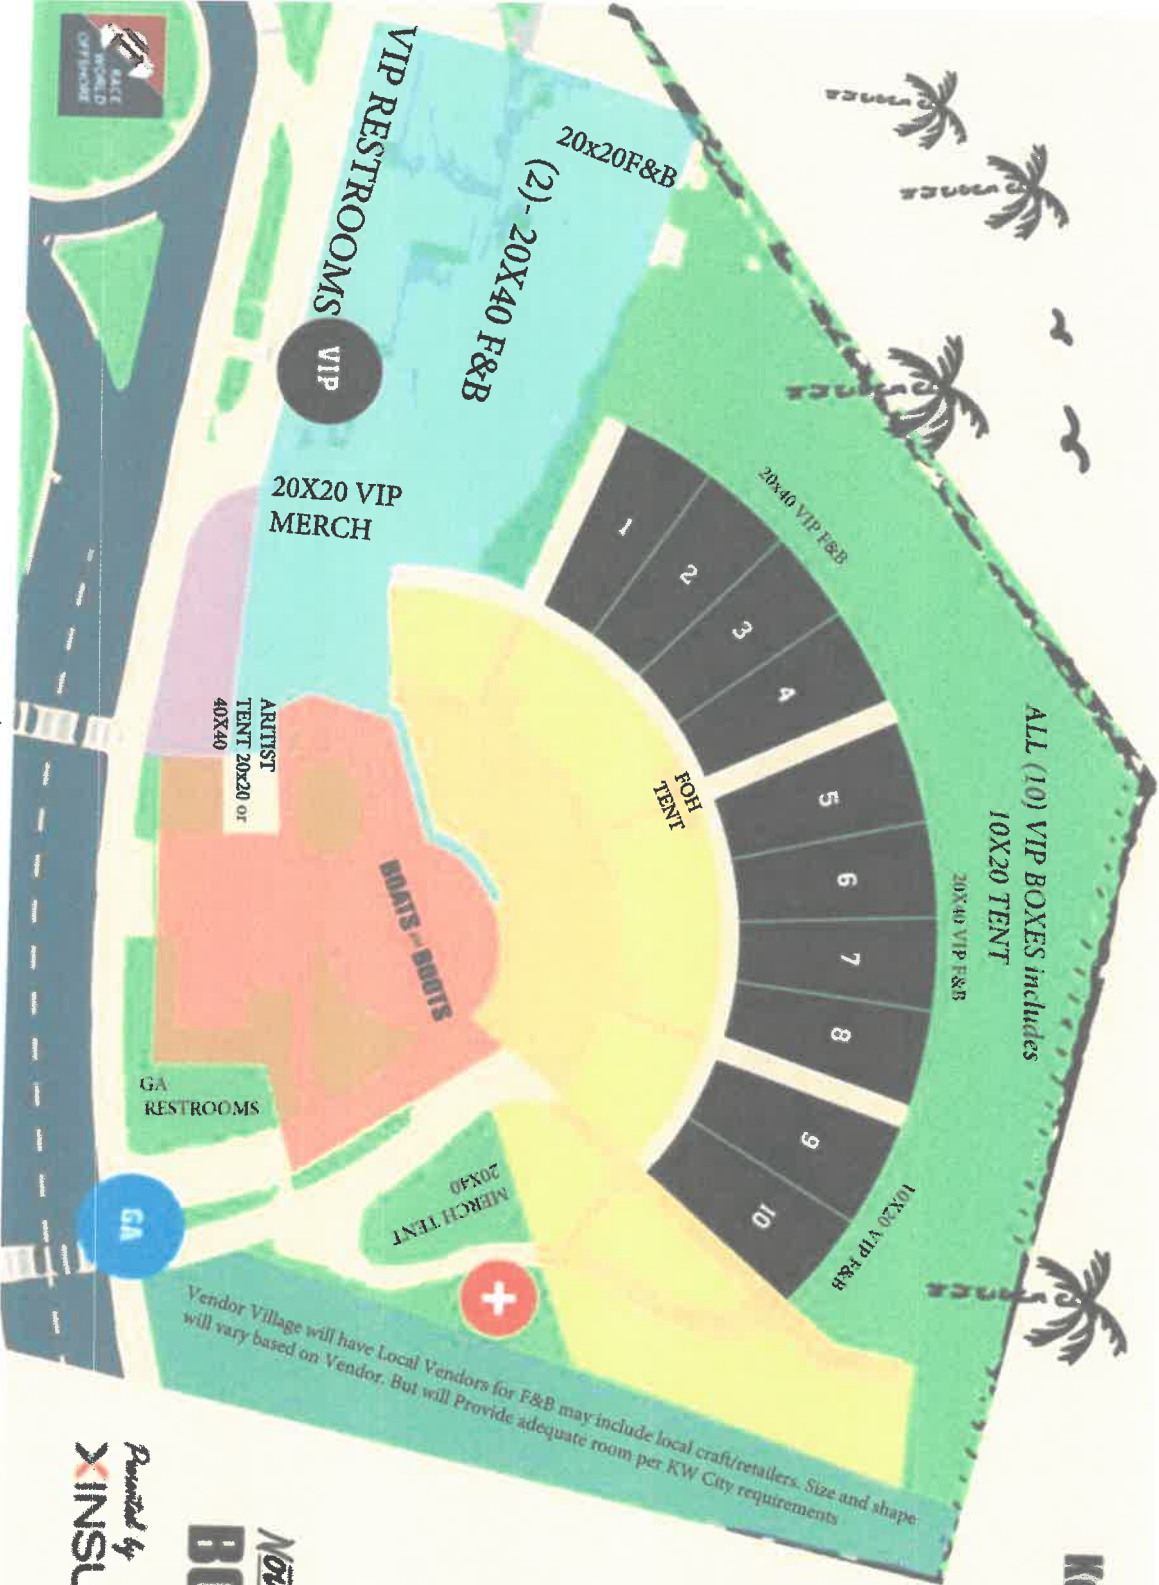 RACE
WORLD
OFFSHORE
VIP RESTROOMS
20x20F&B
(2)- 20X40 F&B
VIP
20X20 VIP
MERCH
1
2
3
4
5
6
7
8
9
10
20x40 VIP F&B
20X40 VIP F&B
10X20 VIP F&B
ALL (10) VIP BOXES includes
10X20 TENT
FOH
TENT
ARITIST
TENT 20x20 or
40X40
BOATS
BOOTS
GA
RESTROOMS
GA
MERCH TENT
20X40
Vendor Village will have Local Vendors for F&B may include local craft/retailers. Size and shape
will vary based on Vendor. But will Provide adequate room per KW City requirements
Presented by